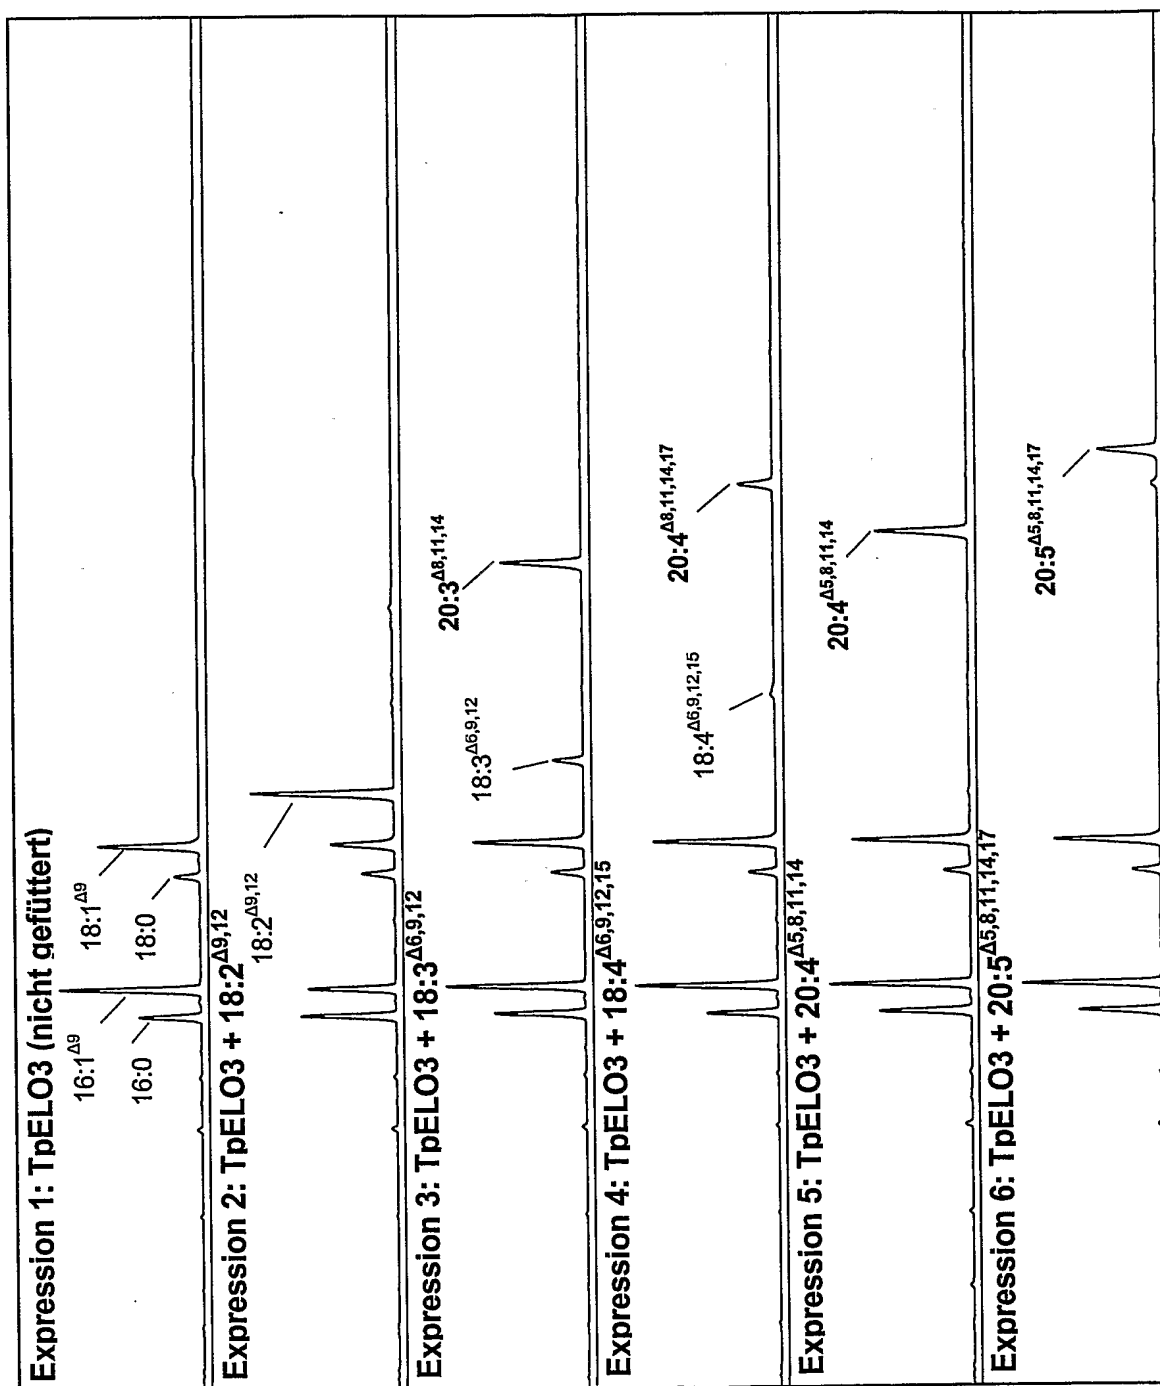 Expression 1: TpELO3 (nicht gefüttert)
16:1Δ9
16:0
18:1Δ9
18:0
Expression 2: TpELO3 + 18:2Δ9,12
18:2Δ9,12
Expression 3: TpELO3 + 18:3Δ6,9,12
18:3Δ6,9,12
20:3Δ8,11,14
Expression 4: TpELO3 + 18:4Δ6,9,12,15
18:4Δ6,9,12,15
20:4Δ8,11,14,17
Expression 5: TpELO3 + 20:4Δ5,8,11,14
20:4Δ5,8,11,14
Expression 6: TpELO3 + 20:5Δ5,8,11,14,17
20:5Δ5,8,11,14,17